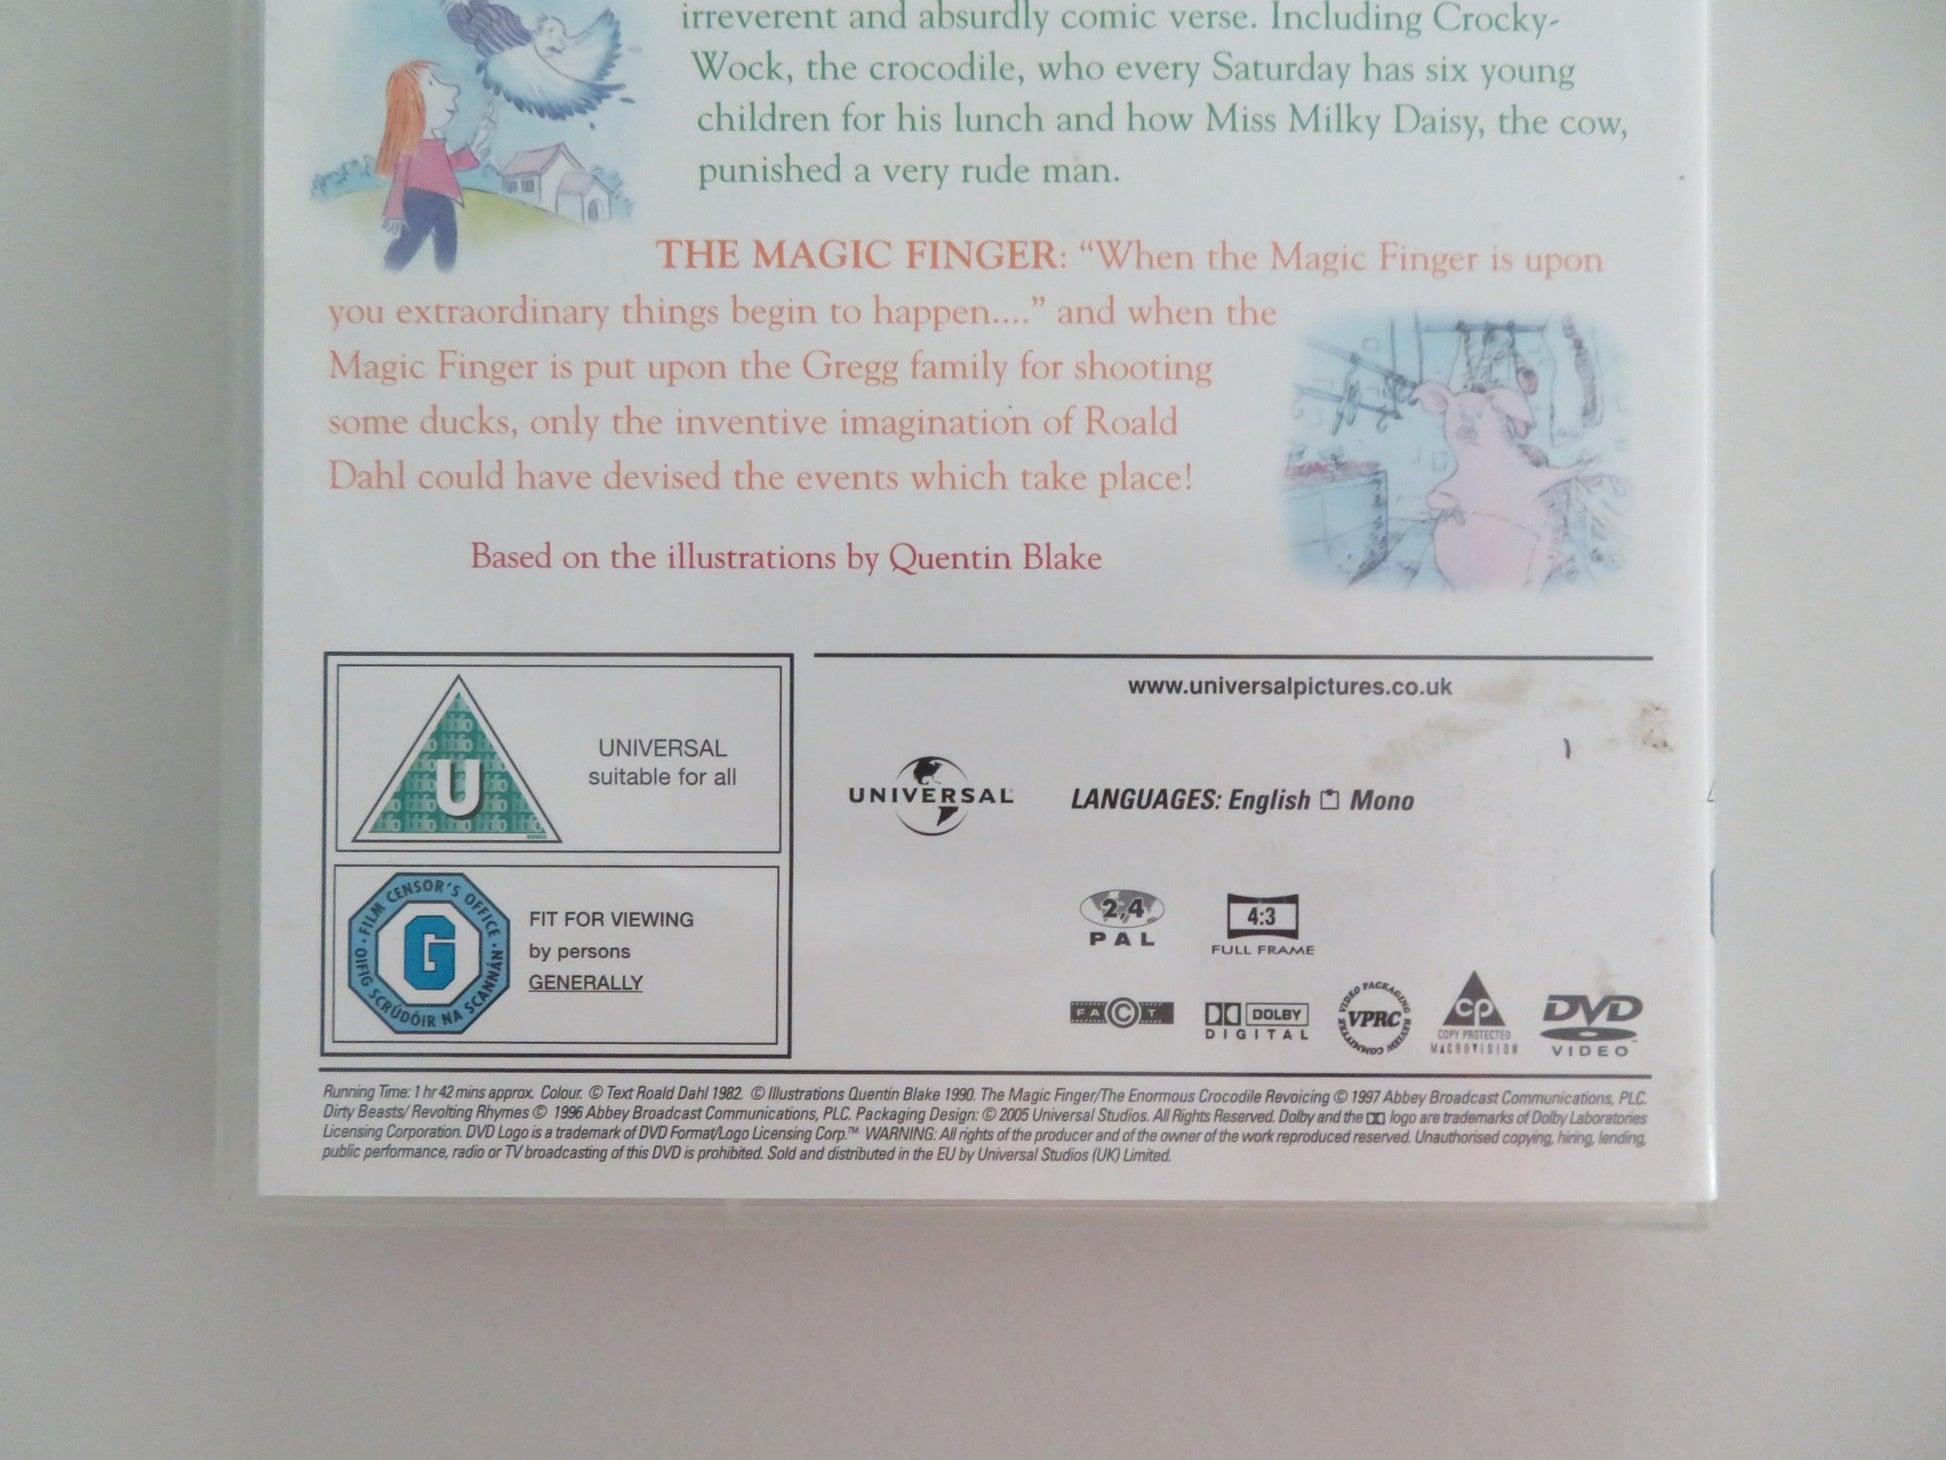 irreverent and absurdly comic verse. Including Crocky-
Wock, the crocodile, who every Saturday has six young
children for his lunch and how Miss Milky Daisy, the cow,
punished a very rude man.
THE MAGIC FINGER: “When the Magic Finger is upon
you extraordinary things begin to happen....” and when the
Magic Finger is put upon the Gregg family for shooting
some ducks, only the inventive imagination of Roald
Dahl could have devised the events which take place!
Based on the illustrations by Quentin Blake
U
UNIVERSAL
suitable for all
FILM CENSOR'S OFFICE · OIFIG SCRÚDÓIR NA SCANNÁN ·
G
FIT FOR VIEWING
by persons
GENERALLY
www.universalpictures.co.uk
UNIVERSAL
LANGUAGES: English Mono
2,4
PAL
4:3
FULL FRAME
FACT
DOLBY
DIGITAL
VIDEO PACKAGING REVIEW COMMITTEE
VPRC
CP
COPY PROTECTED
MACROVISION
DVD
VIDEO
Running Time: 1 hr 42 mins approx. Colour. © Text Roald Dahl 1982. © Illustrations Quentin Blake 1990. The Magic Finger/The Enormous Crocodile Revoicing © 1997 Abbey Broadcast Communications, PLC.
Dirty Beasts/ Revolting Rhymes © 1996 Abbey Broadcast Communications, PLC. Packaging Design: © 2005 Universal Studios. All Rights Reserved. Dolby and the logo are trademarks of Dolby Laboratories
Licensing Corporation. DVD Logo is a trademark of DVD Format/Logo Licensing Corp.™ WARNING: All rights of the producer and of the owner of the work reproduced reserved. Unauthorised copying, hiring, lending,
public performance, radio or TV broadcasting of this DVD is prohibited. Sold and distributed in the EU by Universal Studios (UK) Limited.